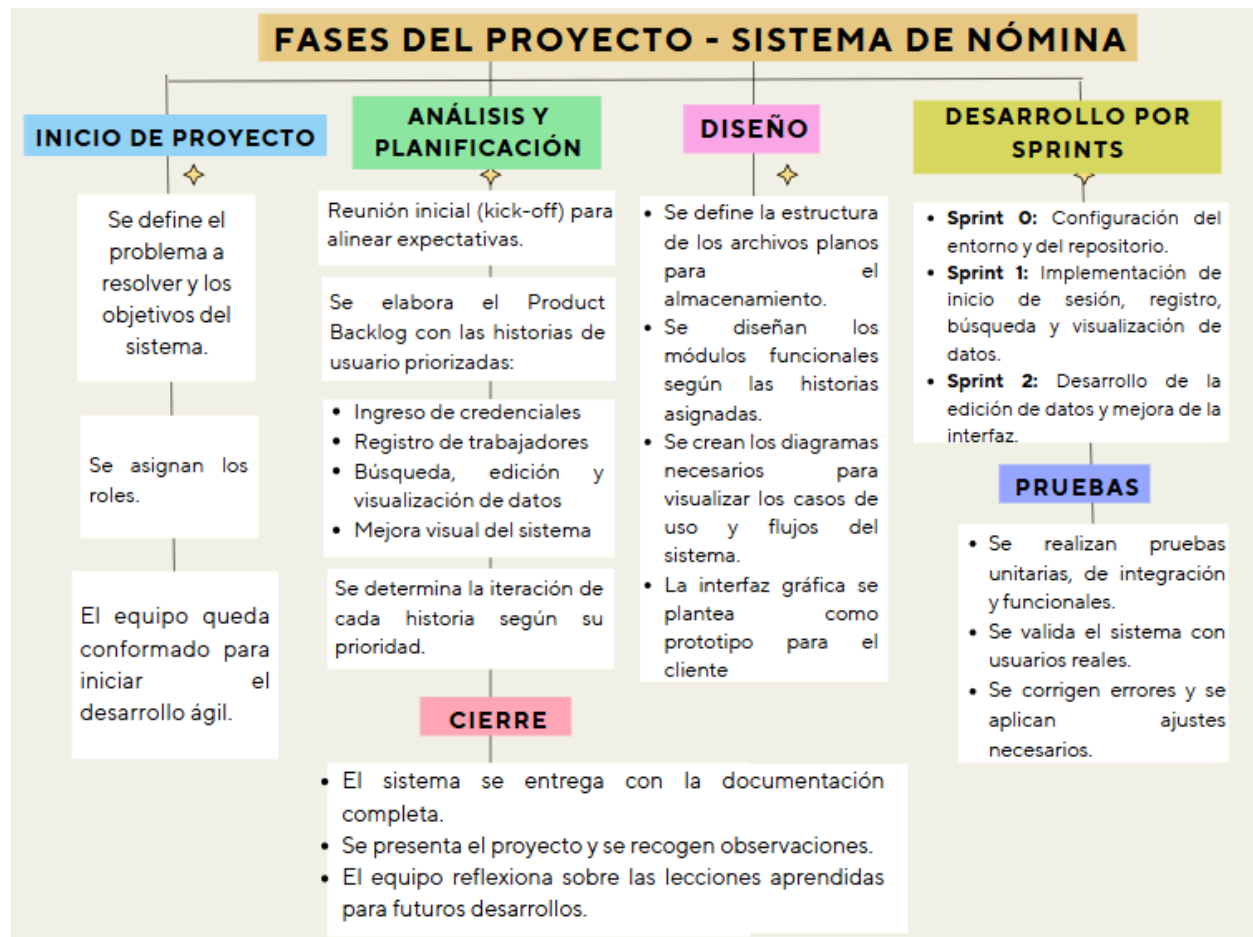 FASES DEL PROYECTO - SISTEMA DE NÓMINA
INICIO DE PROYECTO
Se define el
problema a
resolver y los
objetivos del
sistema.
Se asignan los
roles.
El equipo queda
conformado para
iniciar el
desarrollo ágil.
ANÁLISIS Y
PLANIFICACIÓN
Reunión inicial (kick-off) para
alinear expectativas.
Se elabora el Product
Backlog con las historias de
usuario priorizadas:
• Ingreso de credenciales
• Registro de trabajadores
• Búsqueda, edición y
visualización de datos
• Mejora visual del sistema
Se determina la iteración de
cada historia según su
prioridad.
DISEÑO
• Se define la estructura
de los archivos planos
para el
almacenamiento.
• Se diseñan los
módulos funcionales
según las historias
asignadas.
• Se crean los diagramas
necesarios para
visualizar los casos de
uso y flujos del
sistema.
• La interfaz gráfica se
plantea como
prototipo para el
cliente
DESARROLLO POR
SPRINTS
• Sprint 0: Configuración del
entorno y del repositorio.
• Sprint 1: Implementación de
inicio de sesión, registro,
búsqueda y visualización de
datos.
• Sprint 2: Desarrollo de la
edición de datos y mejora de la
interfaz.
PRUEBAS
• Se realizan pruebas
unitarias, de integración
y funcionales.
• Se valida el sistema con
usuarios reales.
• Se corrigen errores y se
aplican ajustes
necesarios.
CIERRE
• El sistema se entrega con la documentación
completa.
• Se presenta el proyecto y se recogen observaciones.
• El equipo reflexiona sobre las lecciones aprendidas
para futuros desarrollos.